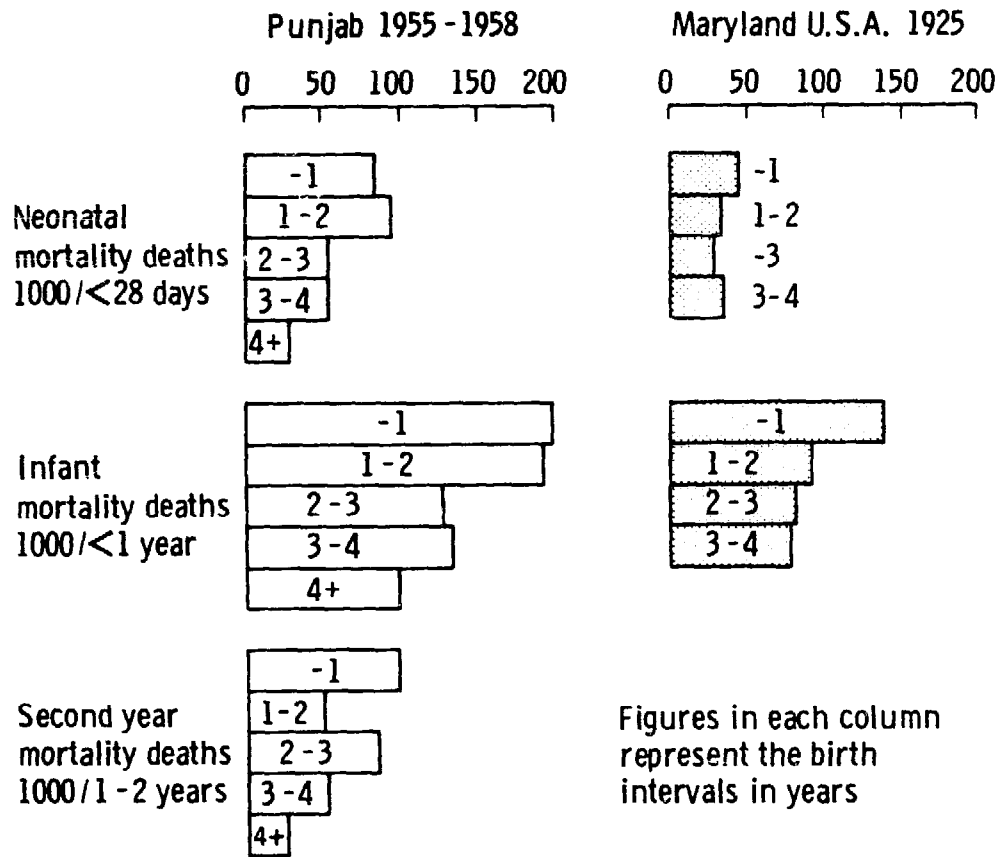 Punjab 1955-1958
Maryland U.S.A. 1925
0 50 100 150 200
0 50 100 150 200
Neonatal
mortality deaths
1000/<28 days
-1
1-2
2-3
3-4
4+
-1
1-2
-3
3-4
Infant
mortality deaths
1000/<1 year
-1
1-2
2-3
3-4
4+
-1
1-2
2-3
3-4
Second year
mortality deaths
1000/1-2 years
-1
1-2
2-3
3-4
4+
Figures in each column
represent the birth
intervals in years